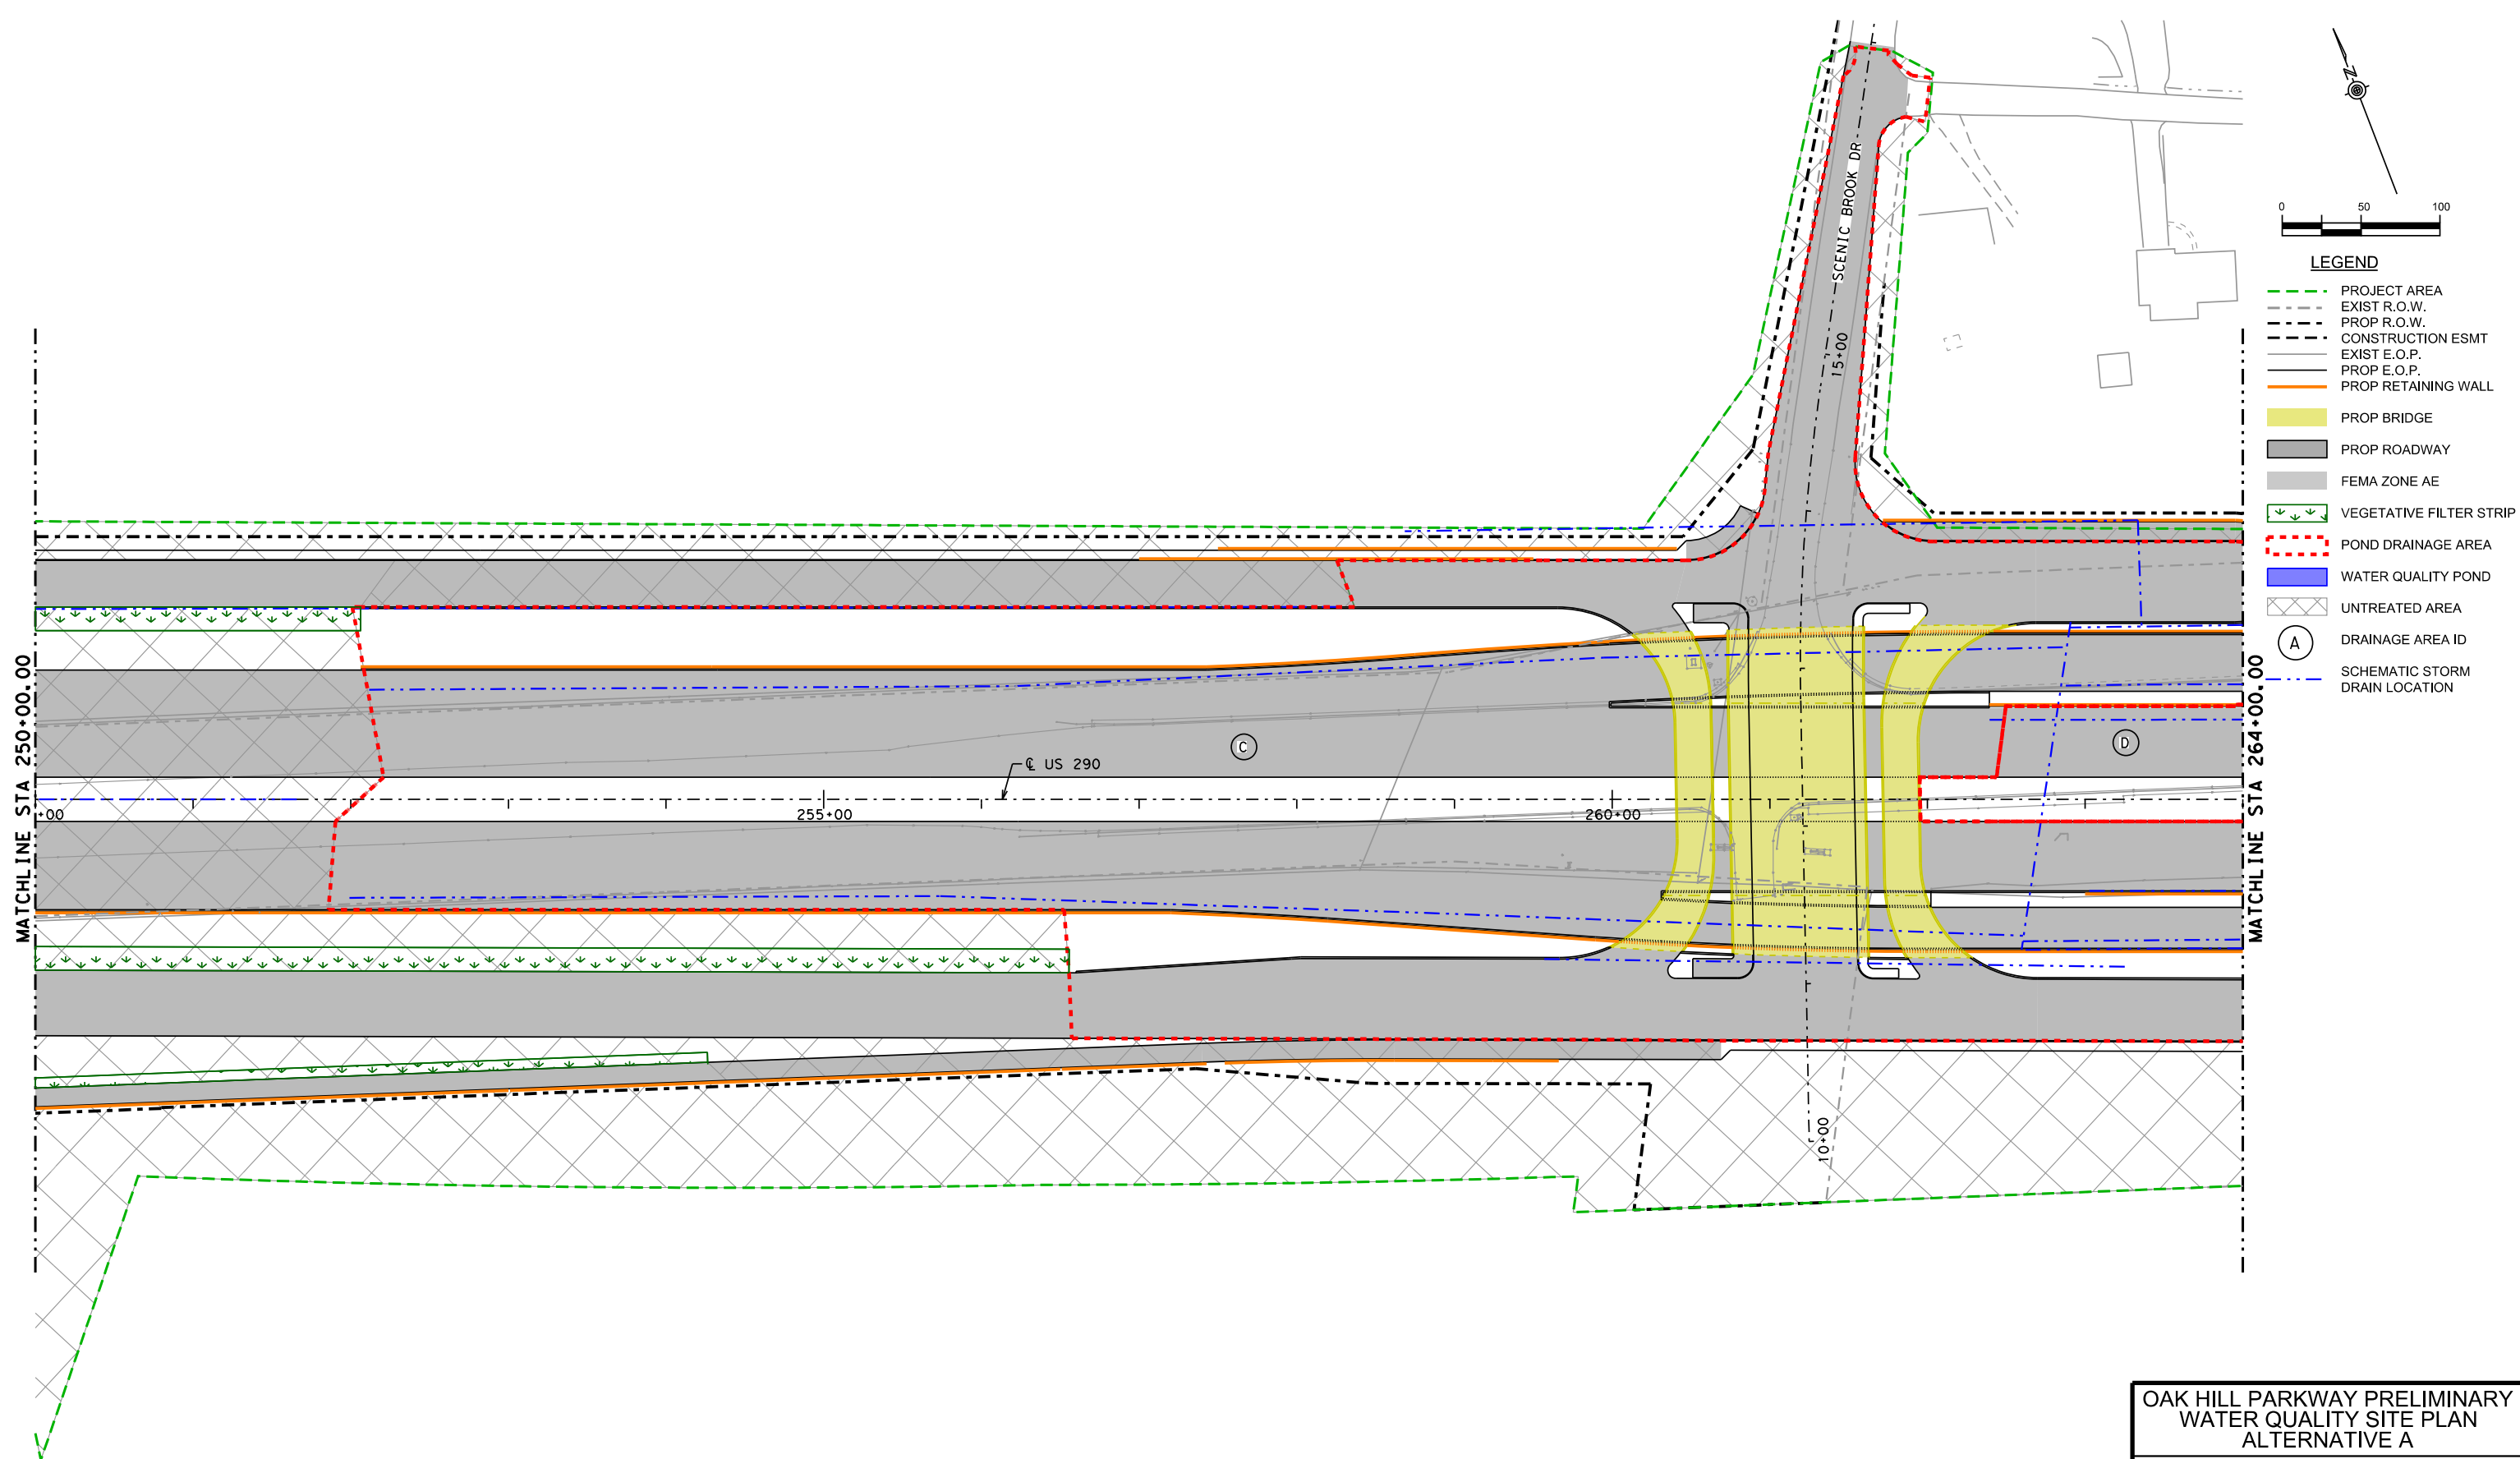 N
0 50 100
LEGEND
PROJECT AREA
EXIST R.O.W.
PROP R.O.W.
CONSTRUCTION ESMT
EXIST E.O.P.
PROP E.O.P.
PROP RETAINING WALL
PROP BRIDGE
PROP ROADWAY
FEMA ZONE AE
VEGETATIVE FILTER STRIP
POND DRAINAGE AREA
WATER QUALITY POND
UNTREATED AREA
A DRAINAGE AREA ID
SCHEMATIC STORM
DRAIN LOCATION
SCENIC BROOK DR
15+00
MATCHLINE STA 250+00.00
C
D
℄ US 290
+00
255+00
260+00
MATCHLINE STA 264+00.00
10+00
OAK HILL PARKWAY PRELIMINARY
WATER QUALITY SITE PLAN
ALTERNATIVE A